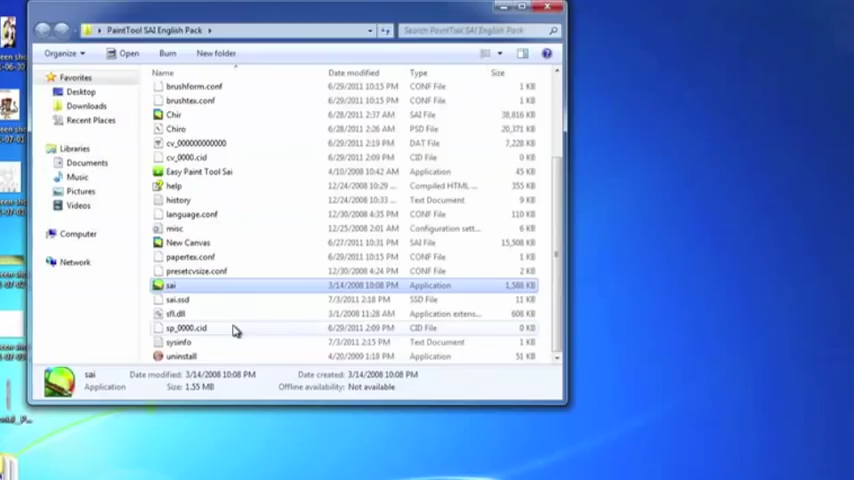 PaintTool SAI English Pack
Search PaintTool SAI English Pack
Organize Open Burn New folder
Name Date modified Type Size
Favorites
Desktop
Downloads
Recent Places
Libraries
Documents
Music
Pictures
Videos
Computer
Network
brushform.conf 6/29/2011 10:15 PM CONF File 1 KB
brushtex.conf 6/29/2011 10:15 PM CONF File 1 KB
Chir 6/28/2011 2:37 AM SAI File 38,816 KB
Chiro 6/28/2011 2:26 AM PSD File 20,371 KB
cv_000000000000 6/29/2011 2:15 PM DAT File 7,228 KB
cv_0000.cid 6/29/2011 2:09 PM CID File 0 KB
Easy Paint Tool Sai 4/10/2008 10:42 AM Application 45 KB
help 12/24/2008 10:29 ... Compiled HTML ... 355 KB
history 12/24/2008 10:33 ... Text Document 9 KB
language.conf 12/30/2008 4:35 PM CONF File 110 KB
misc 12/25/2008 2:01 AM Configuration sett... 6 KB
New Canvas 6/27/2011 10:31 PM SAI File 15,508 KB
papertex.conf 6/29/2011 10:15 PM CONF File 1 KB
presetcvsize.conf 12/30/2008 4:24 PM CONF File 2 KB
sai 3/14/2008 10:08 PM Application 1,588 KB
sai.ssd 7/3/2011 2:18 PM SSD File 11 KB
sfl.dll 3/1/2008 11:28 AM Application extens... 608 KB
sp_0000.cid 6/29/2011 2:09 PM CID File 0 KB
sysinfo 7/3/2011 2:15 PM Text Document 1 KB
uninstall 4/20/2009 1:18 PM Application 51 KB
sai Date modified: 3/14/2008 10:08 PM Date created: 3/14/2008 10:08 PM
Application Size: 1.55 MB Offline availability: Not available